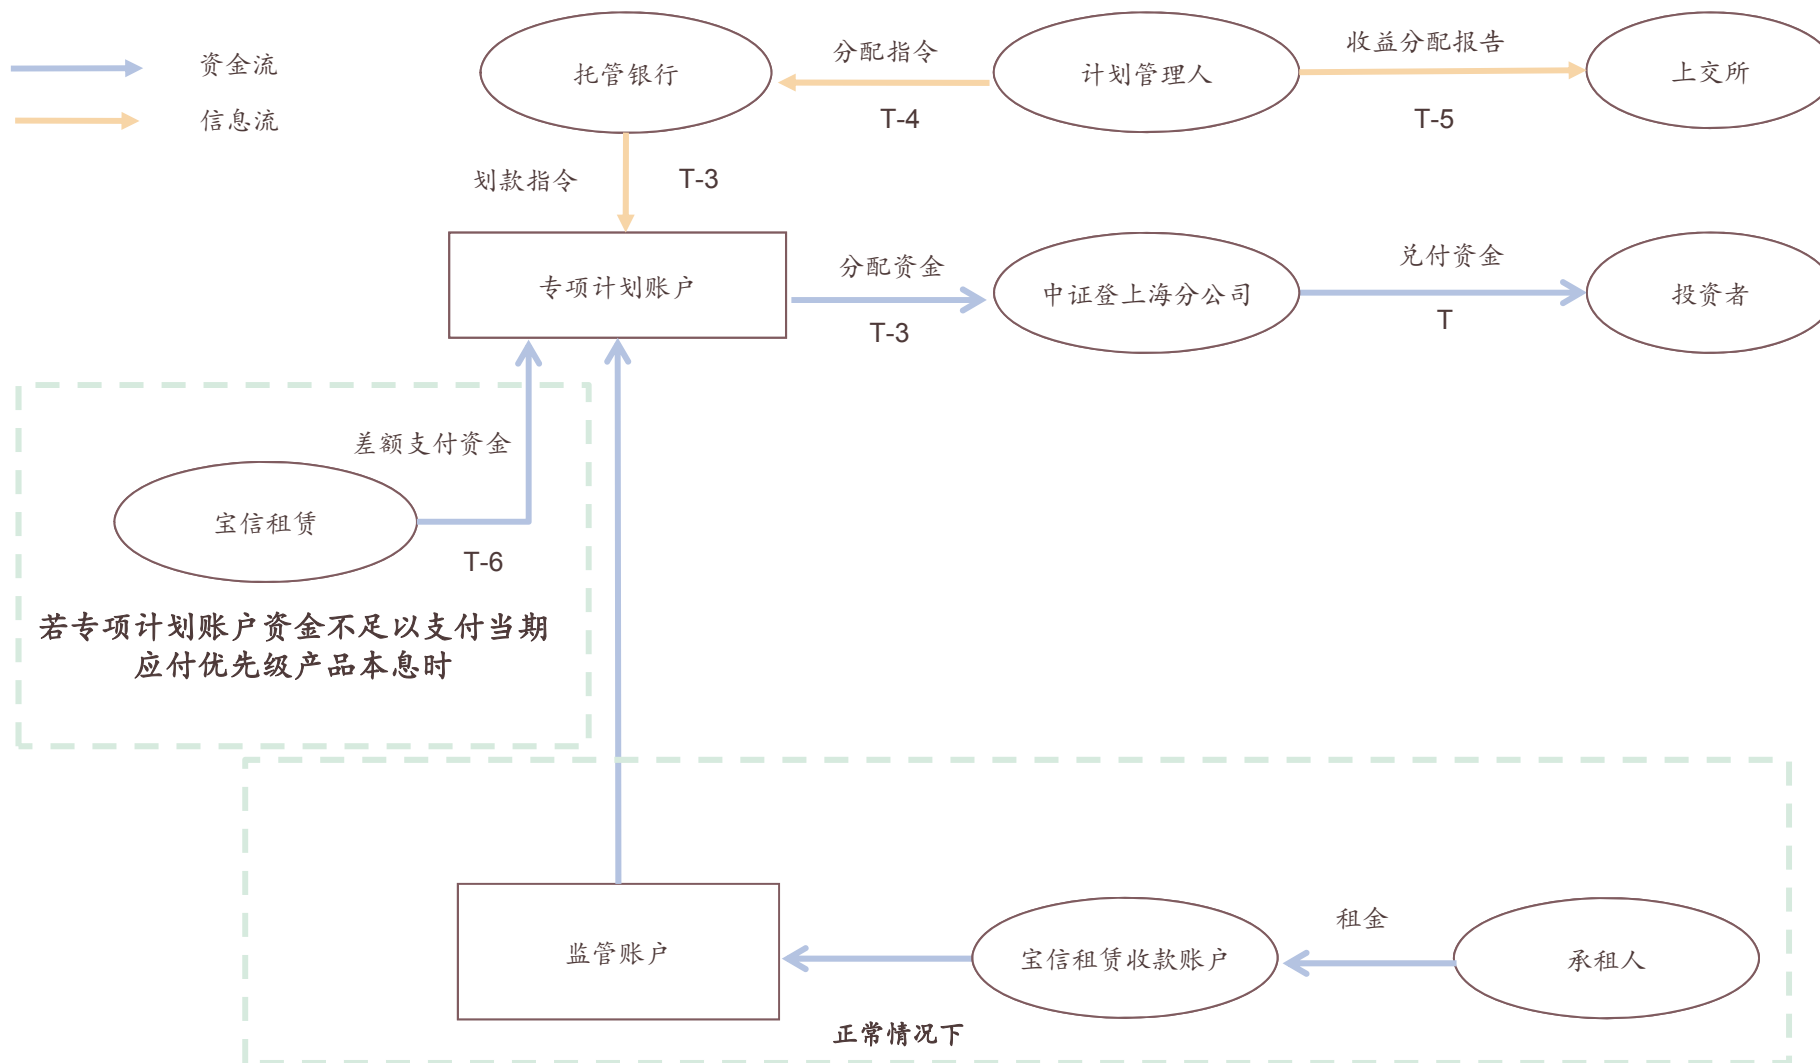 资金流
信息流
托管银行
分配指令
T-4
计划管理人
收益分配报告
T-5
上交所
划款指令
T-3
专项计划账户
分配资金
T-3
中证登上海分公司
兑付资金
T
投资者
差额支付资金
宝信租赁
T-6
若专项计划账户资金不足以支付当期
应付优先级产品本息时
监管账户
宝信租赁收款账户
租金
承租人
正常情况下